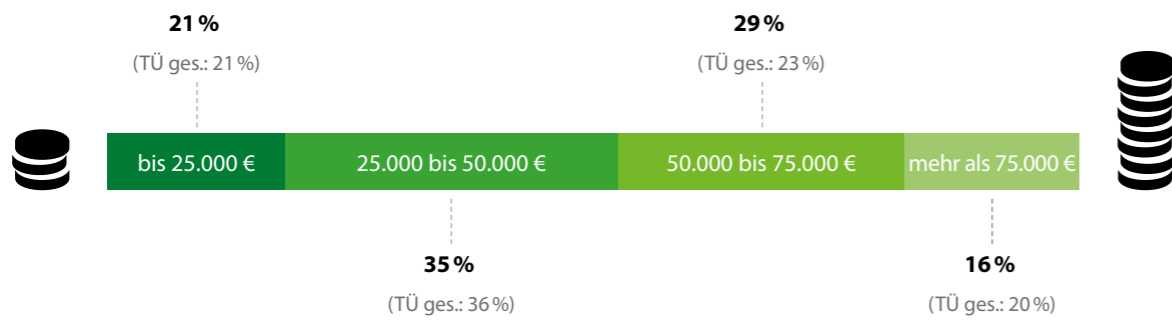 21 %
(TÜ ges.: 21 %)
29 %
(TÜ ges.: 23 %)
bis 25.000 €
25.000 bis 50.000 €
50.000 bis 75.000 €
mehr als 75.000 €
35 %
(TÜ ges.: 36 %)
16 %
(TÜ ges.: 20 %)